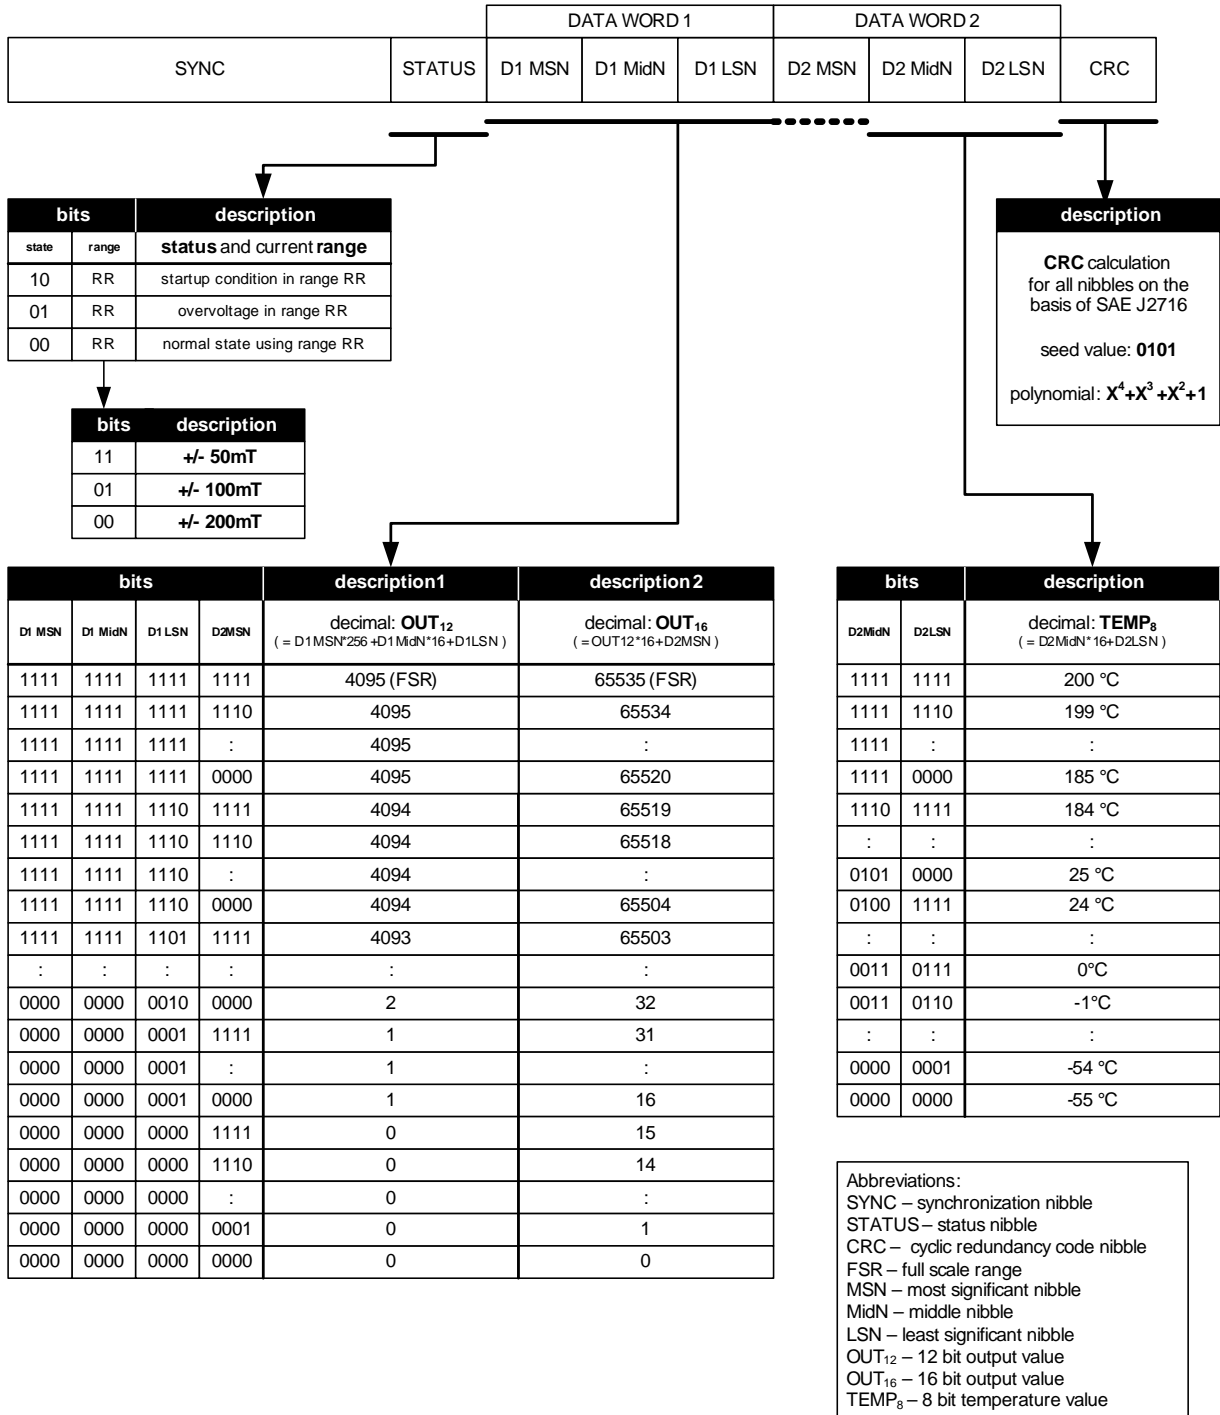 DATA WORD 1 DATA WORD 2
SYNC STATUS D1 MSN D1 MidN D1 LSN D2 MSN D2 MidN D2 LSN CRC
bits description
state range status and current range
10 RR startup condition in range RR
01 RR overvoltage in range RR
00 RR normal state using range RR
bits description
11 +/- 50mT
01 +/- 100mT
00 +/- 200mT
description
CRC calculation
for all nibbles on the
basis of SAE J2716
seed value: 0101
polynomial: X⁴+X³+X²+1
bits description1 description 2
D1 MSN D1 MidN D1 LSN D2MSN decimal: OUT₁₂ decimal: OUT₁₆
( = D1MSN*256 +D1MidN*16+D1LSN ) ( =OUT12*16+D2MSN )
1111 1111 1111 1111 4095 (FSR) 65535 (FSR)
1111 1111 1111 1110 4095 65534
1111 1111 1111 : 4095 :
1111 1111 1111 0000 4095 65520
1111 1111 1110 1111 4094 65519
1111 1111 1110 1110 4094 65518
1111 1111 1110 : 4094 :
1111 1111 1110 0000 4094 65504
1111 1111 1101 1111 4093 65503
: : : : : :
0000 0000 0010 0000 2 32
0000 0000 0001 1111 1 31
0000 0000 0001 : 1 :
0000 0000 0001 0000 1 16
0000 0000 0000 1111 0 15
0000 0000 0000 1110 0 14
0000 0000 0000 : 0 :
0000 0000 0000 0001 0 1
0000 0000 0000 0000 0 0
bits description
D2MidN D2LSN decimal: TEMP₈
( = D2MidN*16+D2LSN )
1111 1111 200 °C
1111 1110 199 °C
1111 : :
1111 0000 185 °C
1110 1111 184 °C
: : :
0101 0000 25 °C
0100 1111 24 °C
: : :
0011 0111 0°C
0011 0110 -1°C
: : :
0000 0001 -54 °C
0000 0000 -55 °C
Abbreviations:
SYNC – synchronization nibble
STATUS – status nibble
CRC – cyclic redundancy code nibble
FSR – full scale range
MSN – most significant nibble
MidN – middle nibble
LSN – least significant nibble
OUT₁₂ – 12 bit output value
OUT₁₆ – 16 bit output value
TEMP₈ – 8 bit temperature value